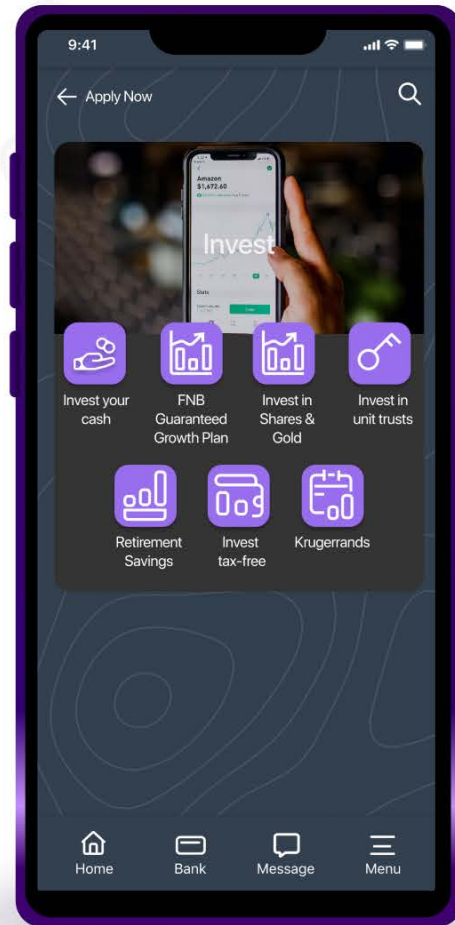 9:41
Apply Now
Amazon
$1,672.60
Invest
Stats
Invest your
cash
FNB
Guaranteed
Growth Plan
Invest in
Shares &
Gold
Invest in
unit trusts
Retirement
Savings
Invest
tax-free
Krugerrands
Home
Bank
Message
Menu